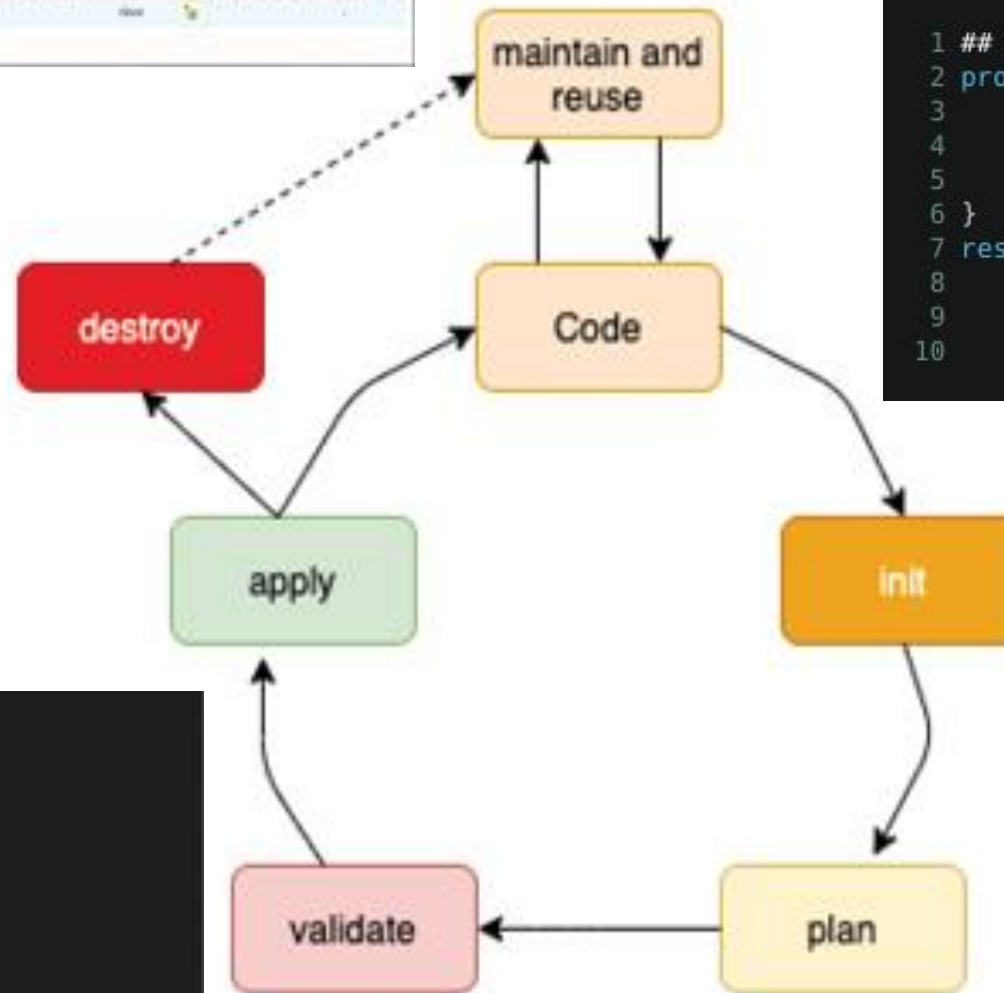 maintain and
reuse
destroy
Code
apply
init
validate
plan
1 ##
2 pro
3
4
5
6 }
7 res
8
9
10